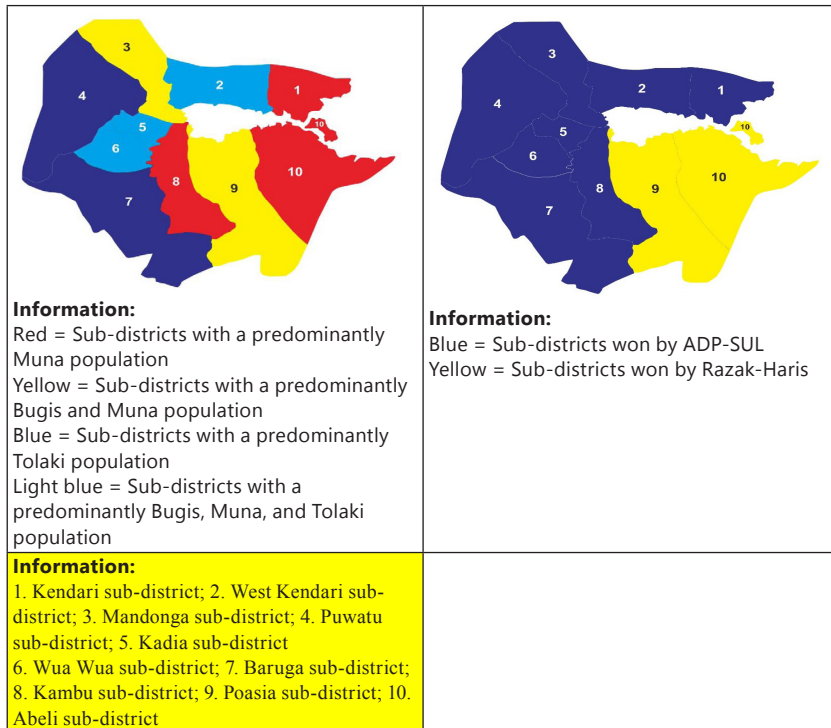 3
4
2
1
5
10
6
8
9
10
7
Information:
Red = Sub-districts with a predominantly
Muna population
Yellow = Sub-districts with a predominantly
Bugis and Muna population
Blue = Sub-districts with a predominantly
Tolaki population
Light blue = Sub-districts with a
predominantly Bugis, Muna, and Tolaki
population
3
4
2
1
5
10
6
8
9
10
7
Information:
Blue = Sub-districts won by ADP-SUL
Yellow = Sub-districts won by Razak-Haris
Information:
1. Kendari sub-district; 2. West Kendari sub-
district; 3. Mandonga sub-district; 4. Puwatu
sub-district; 5. Kadia sub-district
6. Wua Wua sub-district; 7. Baruga sub-district;
8. Kambu sub-district; 9. Poasia sub-district; 10.
Abeli sub-district